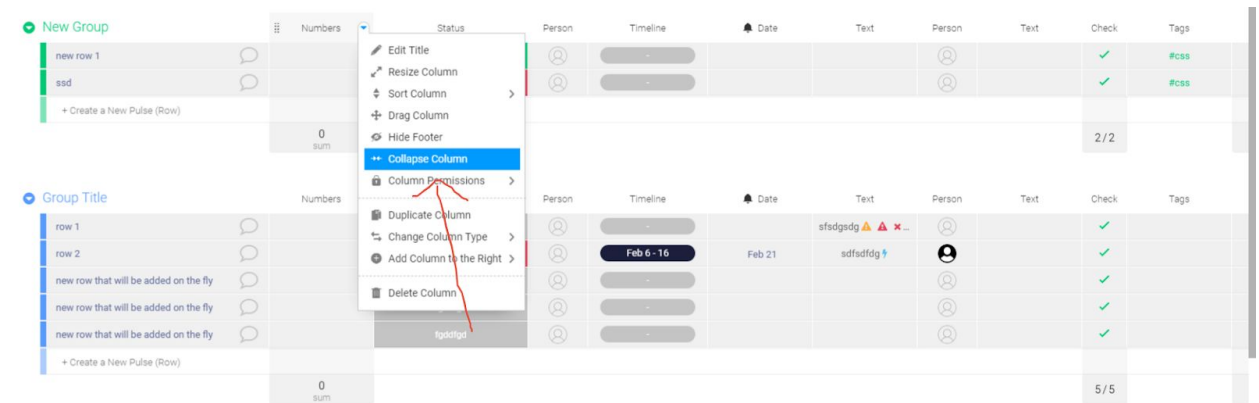 New Group
Numbers Status Person Timeline Date Text Person Text Check Tags
new row 1 - #css
ssd - #css
+ Create a New Pulse (Row)
0 2/2
sum
Edit Title
Resize Column
Sort Column
Drag Column
Hide Footer
Collapse Column
Column Permissions
Duplicate Column
Change Column Type
Add Column to the Right
Delete Column
Group Title
Numbers Person Timeline Date Text Person Text Check Tags
row 1 - sfsdgsdg ...
row 2 Feb 6 - 16 Feb 21 sdfsdfdg
new row that will be added on the fly -
new row that will be added on the fly -
new row that will be added on the fly fgddfgd -
+ Create a New Pulse (Row)
0 5/5
sum